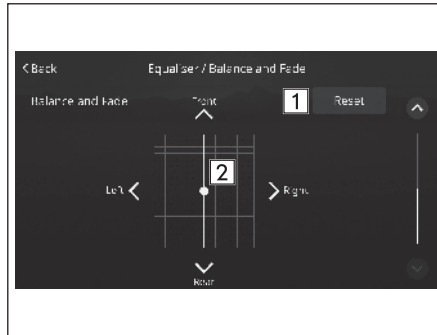 Back
Equaliser / Balance and Fade
Balance and Fade
Front
1
Reset
2
Left
Right
Rear